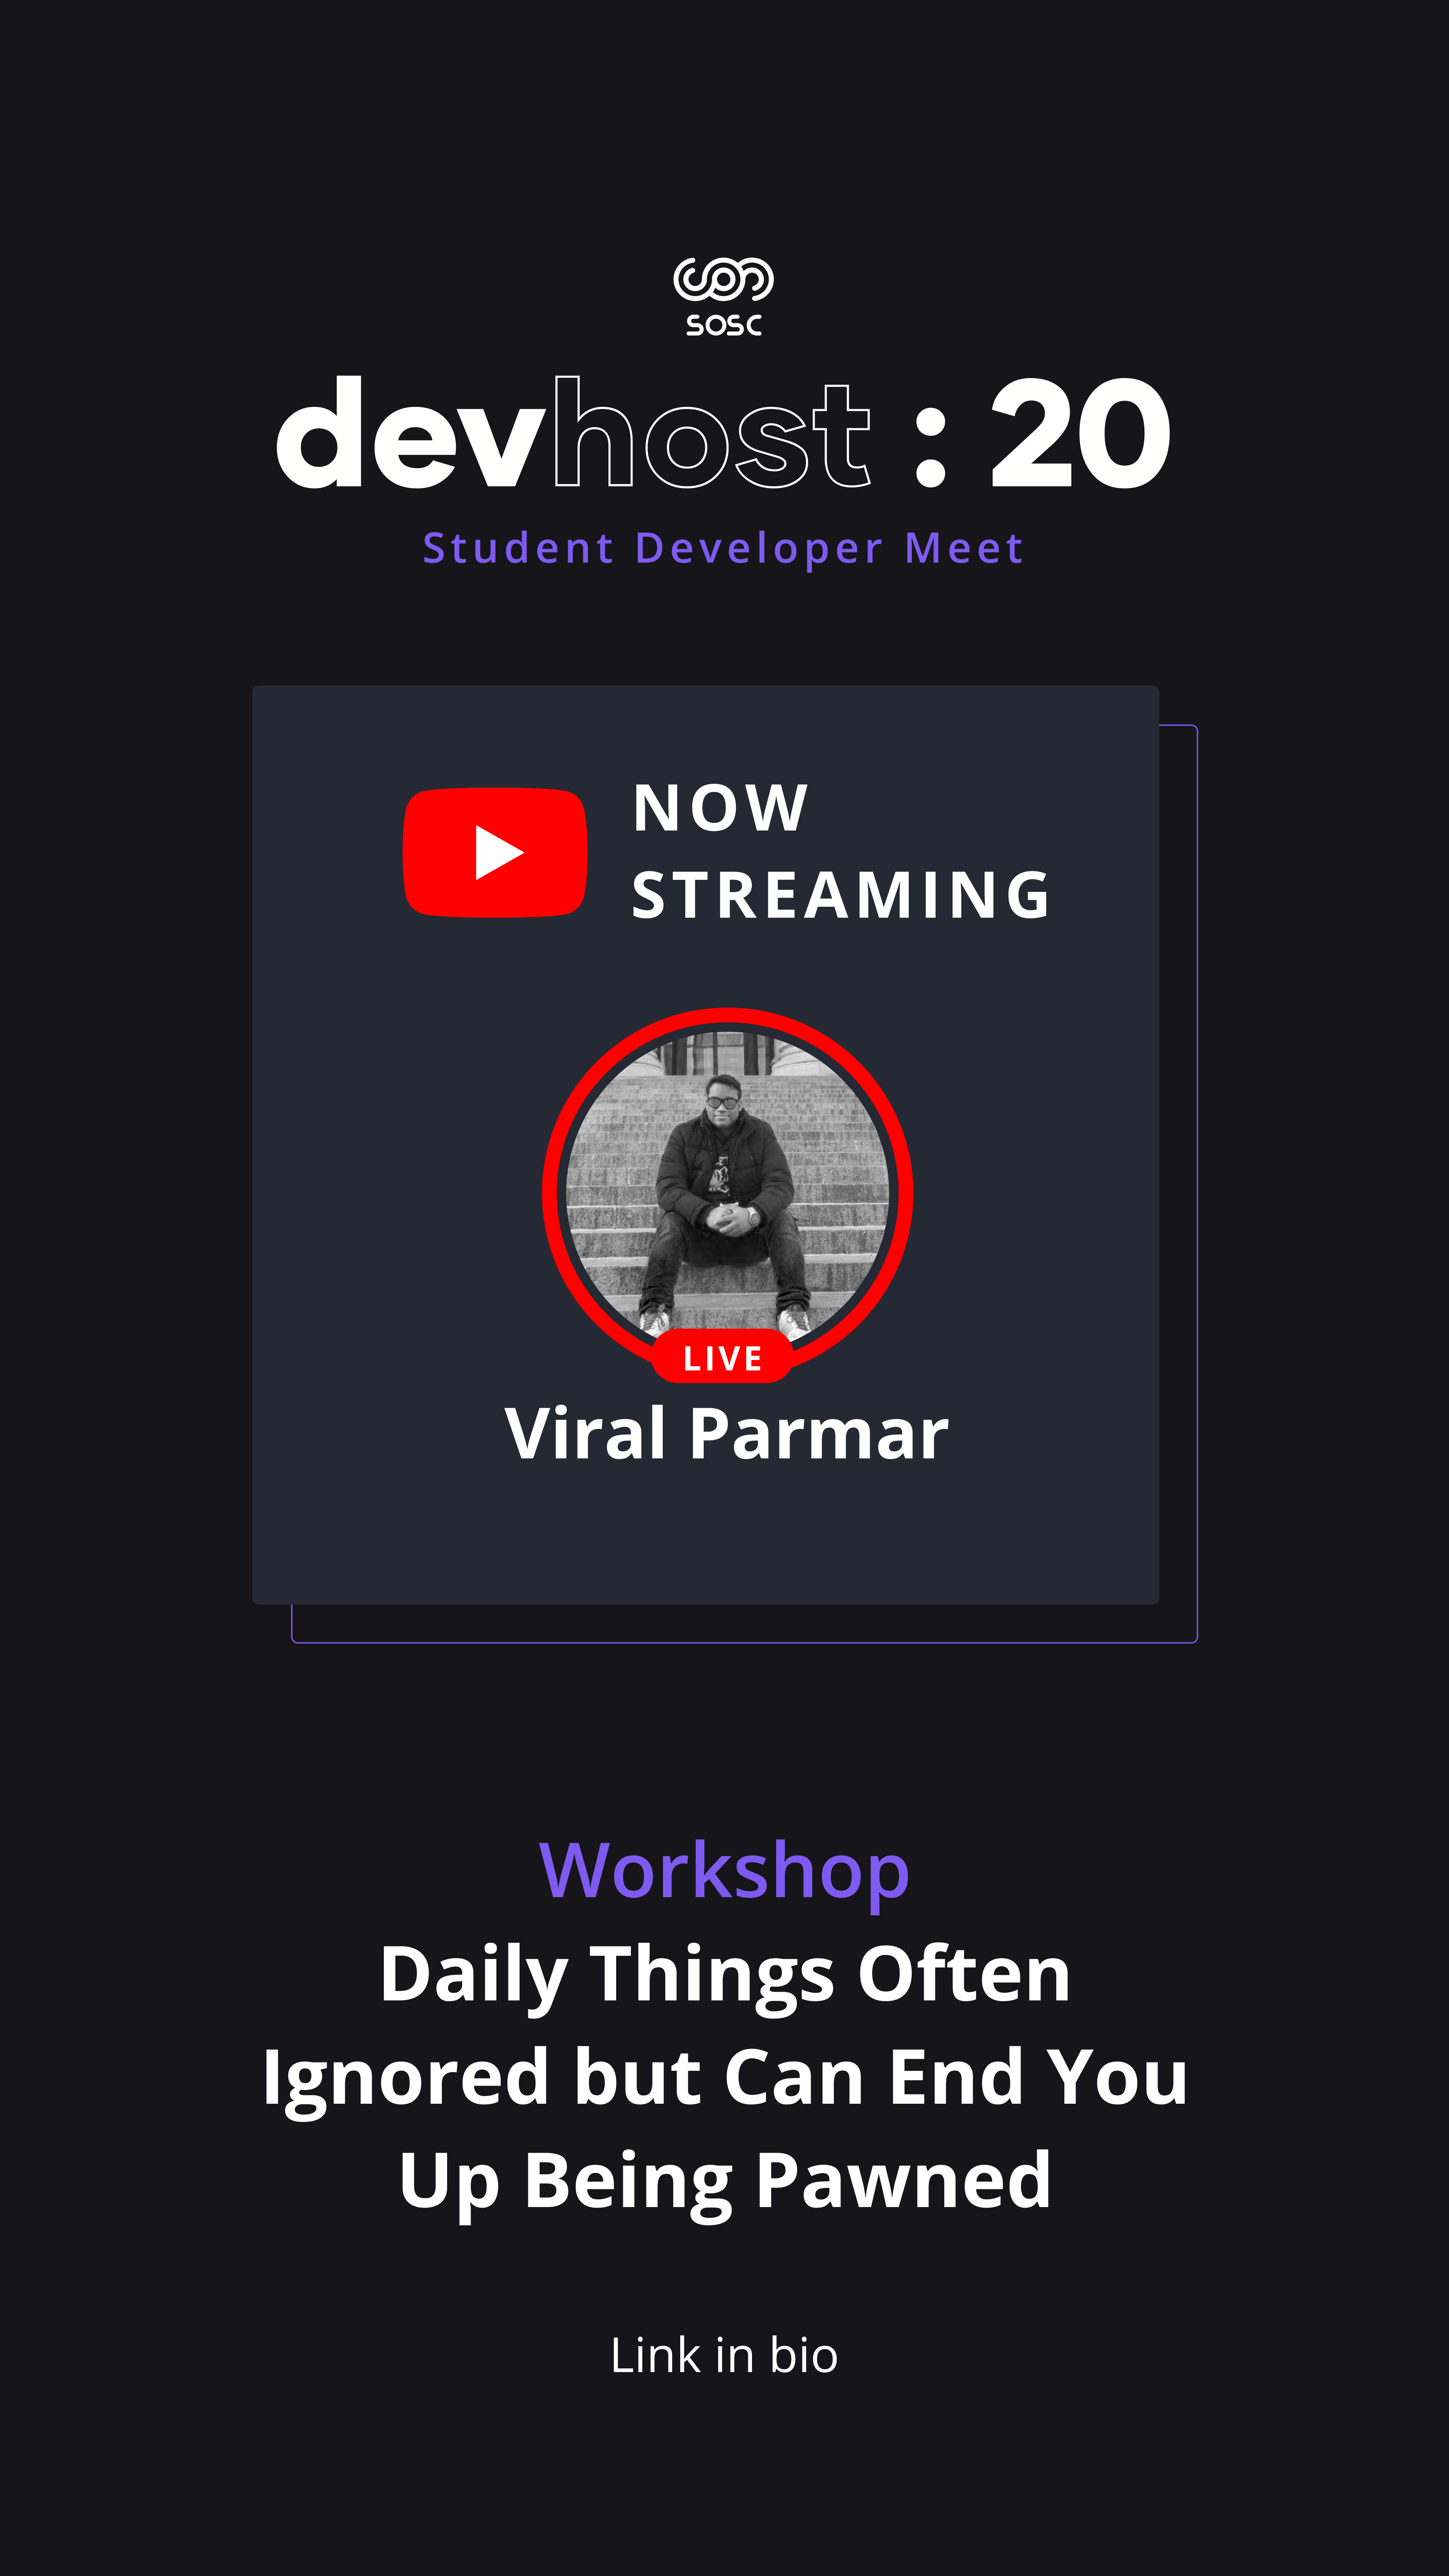 SOSC
devhost : 20
Student Developer Meet
NOW
STREAMING
LIVE
Viral Parmar
Workshop
Daily Things Often
Ignored but Can End You
Up Being Pawned
Link in bio